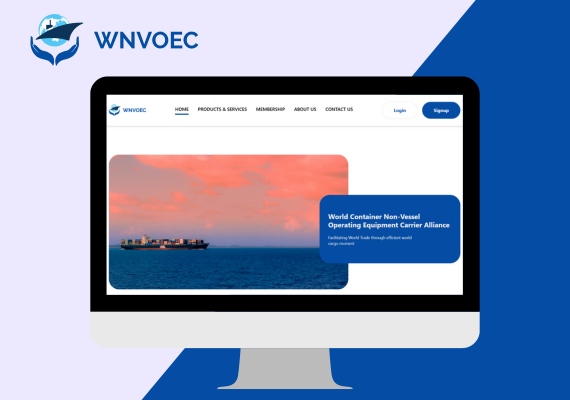 WNVOEC
WNVOEC
HOME
PRODUCTS & SERVICES
MEMBERSHIP
ABOUT US
CONTACT US
Login
Signup
World Container Non-Vessel
Operating Equipment Carrier Alliance
Facilitating World Trade through efficient world
cargo moment